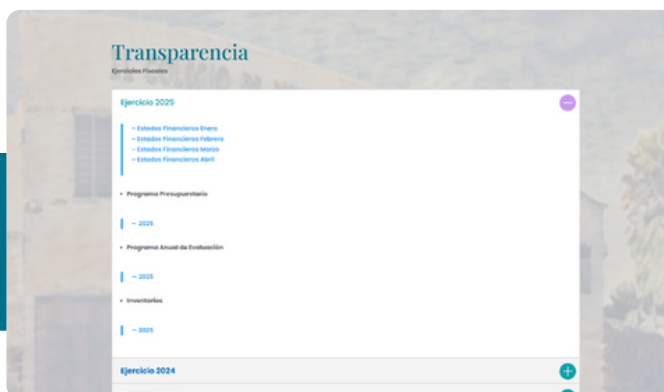 Transparencia
Ejercicios Fiscales
Ejercicio 2025
– Estados Financieros Enero
– Estados Financieros Febrero
– Estados Financieros Marzo
– Estados Financieros Abril
Programa Presupuestario
– 2025
Programa Anual de Evaluación
– 2025
Inventarios
– 2025
Ejercicio 2024